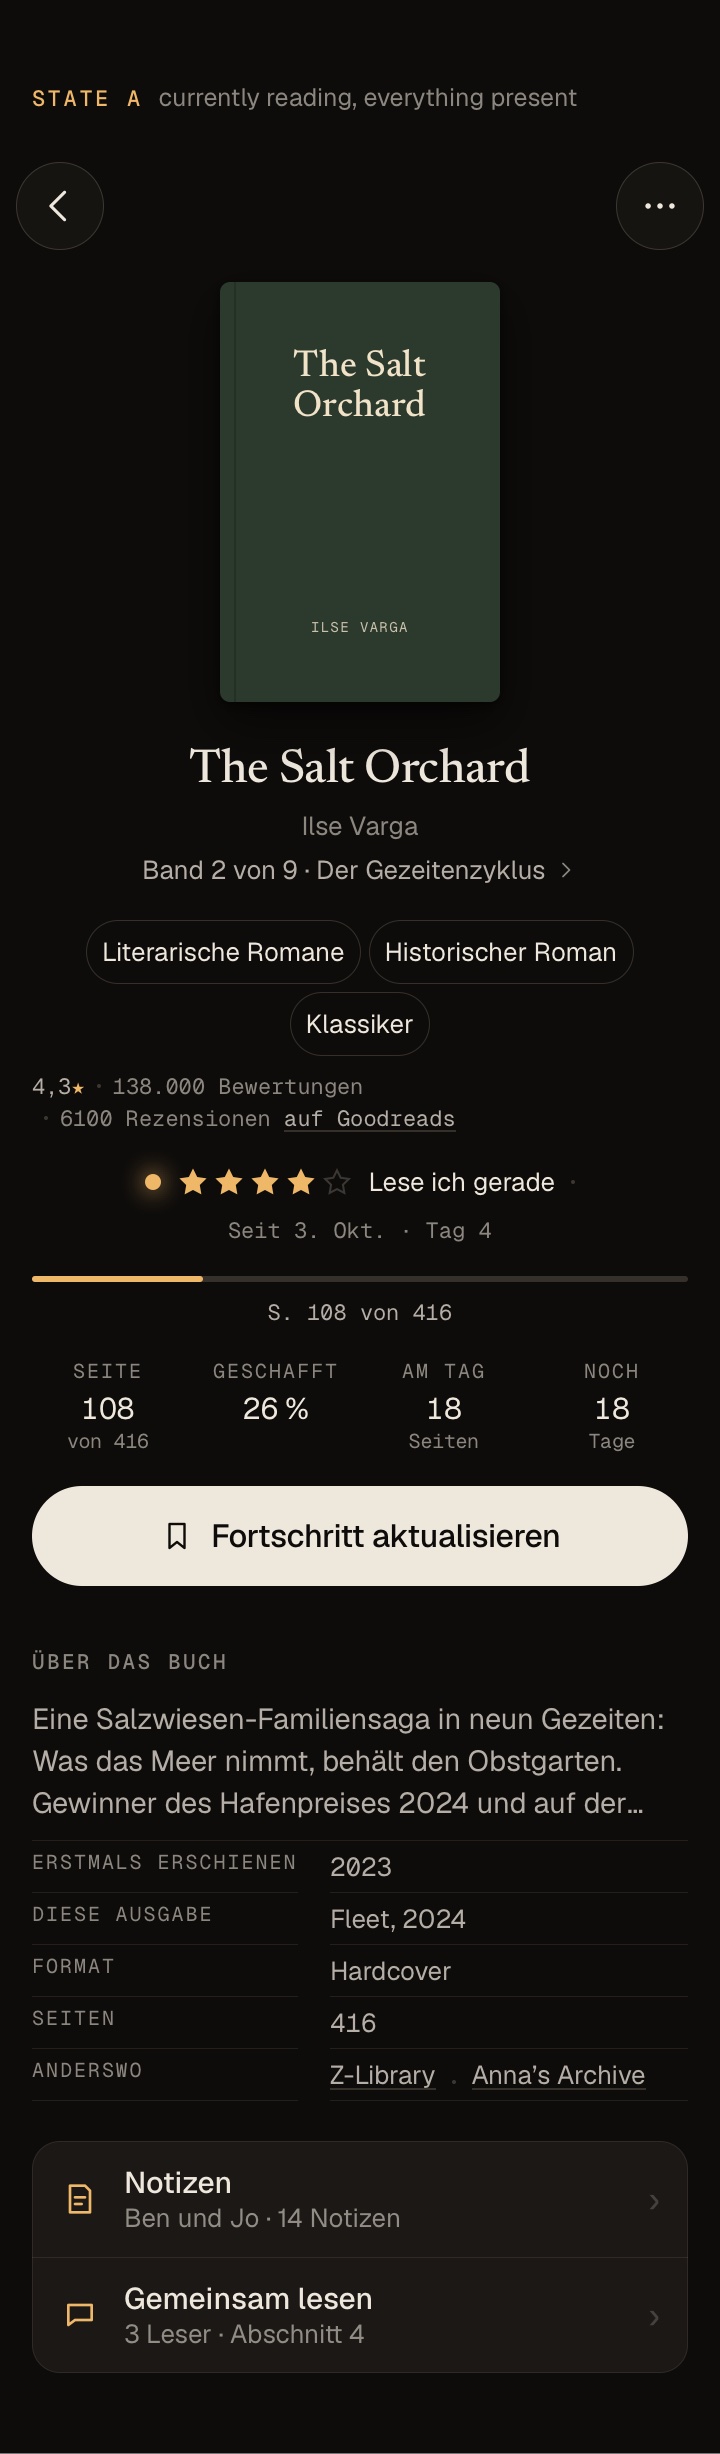 STATE A currently reading, everything present
The Salt
Orchard
ILSE VARGA
The Salt Orchard
Ilse Varga
Band 2 von 9 · Der Gezeitenzyklus
Literarische Romane Historischer Roman
Klassiker
4,3★ · 138.000 Bewertungen
· 6100 Rezensionen auf Goodreads
Lese ich gerade ·
Seit 3. Okt. · Tag 4
S. 108 von 416
SEITE GESCHAFFT AM TAG NOCH
108 26 % 18 18
von 416 Seiten Tage
Fortschritt aktualisieren
ÜBER DAS BUCH
Eine Salzwiesen-Familiensaga in neun Gezeiten:
Was das Meer nimmt, behält den Obstgarten.
Gewinner des Hafenpreises 2024 und auf der…
ERSTMALS ERSCHIENEN 2023
DIESE AUSGABE Fleet, 2024
FORMAT Hardcover
SEITEN 416
ANDERSWO Z-Library . Anna’s Archive
Notizen
Ben und Jo · 14 Notizen
Gemeinsam lesen
3 Leser · Abschnitt 4